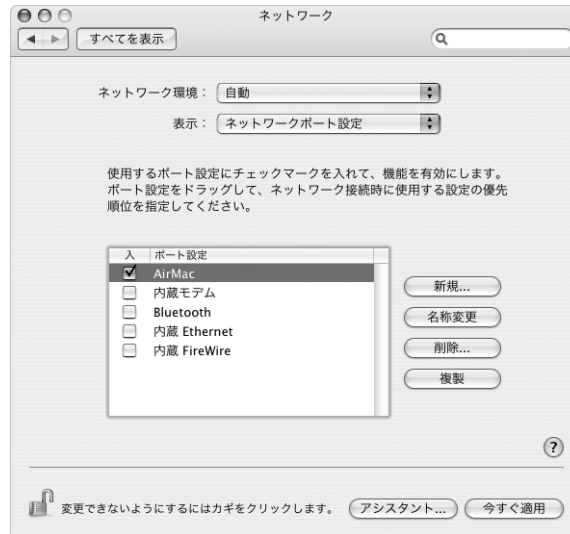 ネットワーク
すべてを表示
ネットワーク環境： 自動
表示： ネットワークポート設定
使用するポート設定にチェックマークを入れて、機能を有効にします。
ポート設定をドラッグして、ネットワーク接続時に使用する設定の優先
順位を指定してください。
入 ポート設定
AirMac
内蔵モデム
Bluetooth
内蔵 Ethernet
内蔵 FireWire
新規...
名称変更
削除...
複製
?
変更できないようにするにはカギをクリックします。 アシスタント... 今すぐ適用